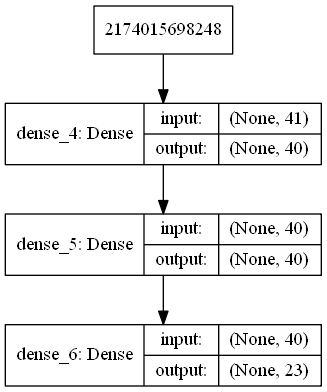 2174015698248
dense_4: Dense
input: (None, 41)
output: (None, 40)
dense_5: Dense
input: (None, 40)
output: (None, 40)
dense_6: Dense
input: (None, 40)
output: (None, 23)